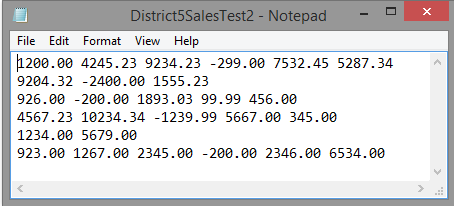 District5SalesTest2 - Notepad
File Edit Format View Help
1200.00 4245.23 9234.23 -299.00 7532.45 5287.34
9204.32 -2400.00 1555.23
926.00 -200.00 1893.03 99.99 456.00
4567.23 10234.34 -1239.99 5667.00 345.00
1234.00 5679.00
923.00 1267.00 2345.00 -200.00 2346.00 6534.00